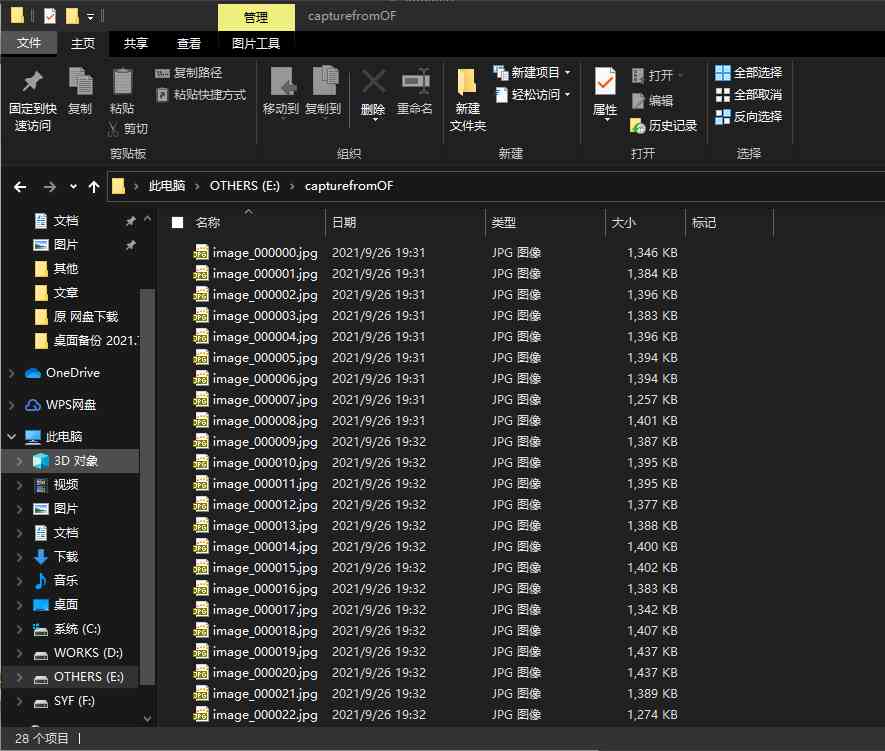 管理
capturefromOF
文件
主页
共享
查看
图片工具
固定到快
速访问
复制
粘贴
复制路径
粘贴快捷方式
剪切
剪贴板
移动到
复制到
删除
重命名
组织
新建
文件夹
新建项目
轻松访问
新建
属性
打开
编辑
历史记录
打开
全部选择
全部取消
反向选择
选择
此电脑 OTHERS (E:) capturefromOF
文档
图片
其他
文章
原 网盘下载
桌面备份 2021.
OneDrive
WPS网盘
此电脑
3D 对象
视频
图片
文档
下载
音乐
桌面
系统 (C:)
WORKS (D:)
OTHERS (E:)
SYF (F:)
名称 日期 类型 大小 标记
image_000000.jpg 2021/9/26 19:31 JPG 图像 1,346 KB
image_000001.jpg 2021/9/26 19:31 JPG 图像 1,384 KB
image_000002.jpg 2021/9/26 19:31 JPG 图像 1,396 KB
image_000003.jpg 2021/9/26 19:31 JPG 图像 1,383 KB
image_000004.jpg 2021/9/26 19:31 JPG 图像 1,396 KB
image_000005.jpg 2021/9/26 19:31 JPG 图像 1,394 KB
image_000006.jpg 2021/9/26 19:31 JPG 图像 1,394 KB
image_000007.jpg 2021/9/26 19:31 JPG 图像 1,257 KB
image_000008.jpg 2021/9/26 19:31 JPG 图像 1,401 KB
image_000009.jpg 2021/9/26 19:32 JPG 图像 1,387 KB
image_000010.jpg 2021/9/26 19:32 JPG 图像 1,395 KB
image_000011.jpg 2021/9/26 19:32 JPG 图像 1,395 KB
image_000012.jpg 2021/9/26 19:32 JPG 图像 1,377 KB
image_000013.jpg 2021/9/26 19:32 JPG 图像 1,388 KB
image_000014.jpg 2021/9/26 19:32 JPG 图像 1,400 KB
image_000015.jpg 2021/9/26 19:32 JPG 图像 1,402 KB
image_000016.jpg 2021/9/26 19:32 JPG 图像 1,383 KB
image_000017.jpg 2021/9/26 19:32 JPG 图像 1,342 KB
image_000018.jpg 2021/9/26 19:32 JPG 图像 1,407 KB
image_000019.jpg 2021/9/26 19:32 JPG 图像 1,437 KB
image_000020.jpg 2021/9/26 19:32 JPG 图像 1,437 KB
image_000021.jpg 2021/9/26 19:32 JPG 图像 1,389 KB
image_000022.jpg 2021/9/26 19:32 JPG 图像 1,274 KB
28 个项目